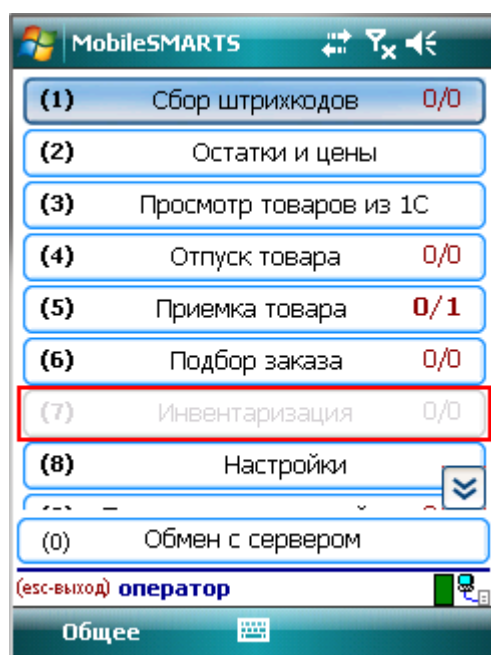 MobileSMARTS
(1) Сбор штрихкодов 0/0
(2) Остатки и цены
(3) Просмотр товаров из 1С
(4) Отпуск товара 0/0
(5) Приемка товара 0/1
(6) Подбор заказа 0/0
(7) Инвентаризация 0/0
(8) Настройки
(0) Обмен с сервером
(esc-выход) оператор
Общее